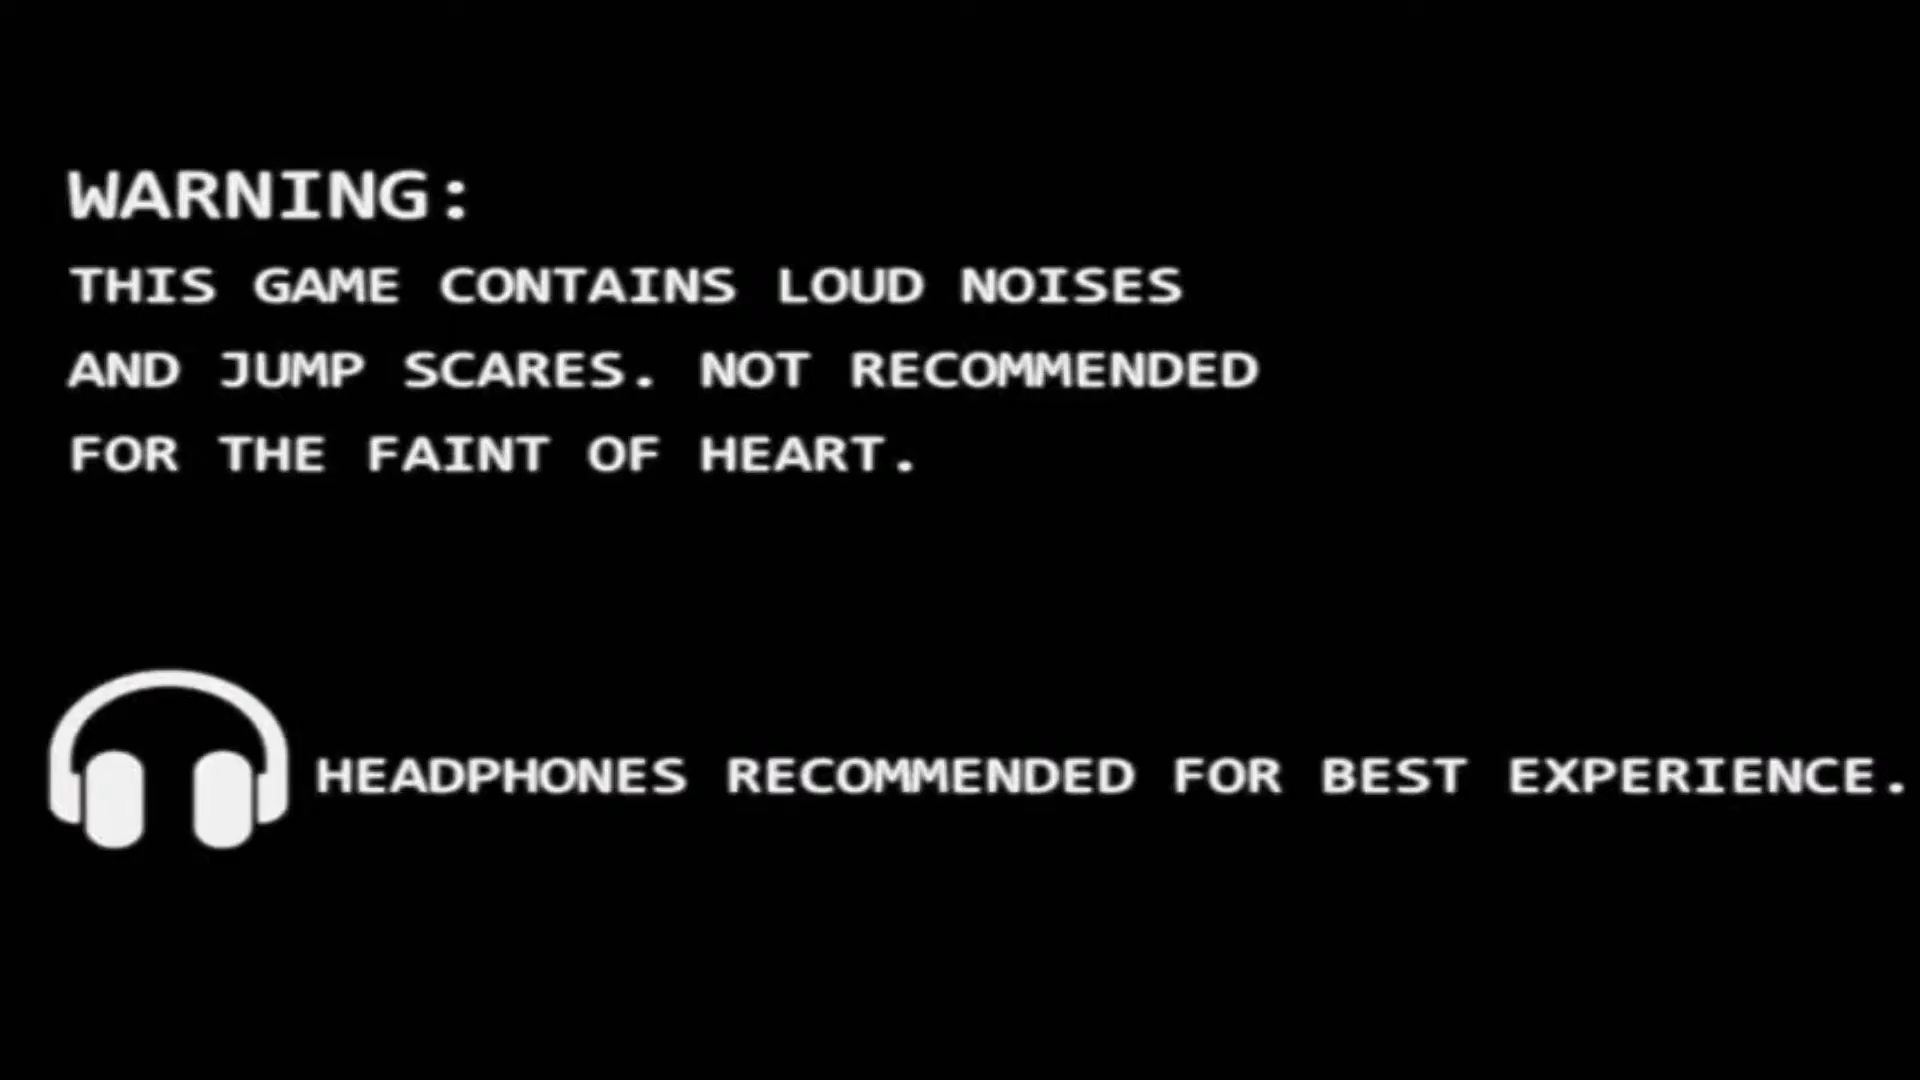 WARNING:
THIS GAME CONTAINS LOUD NOISES
AND JUMP SCARES. NOT RECOMMENDED
FOR THE FAINT OF HEART.
HEADPHONES RECOMMENDED FOR BEST EXPERIENCE.